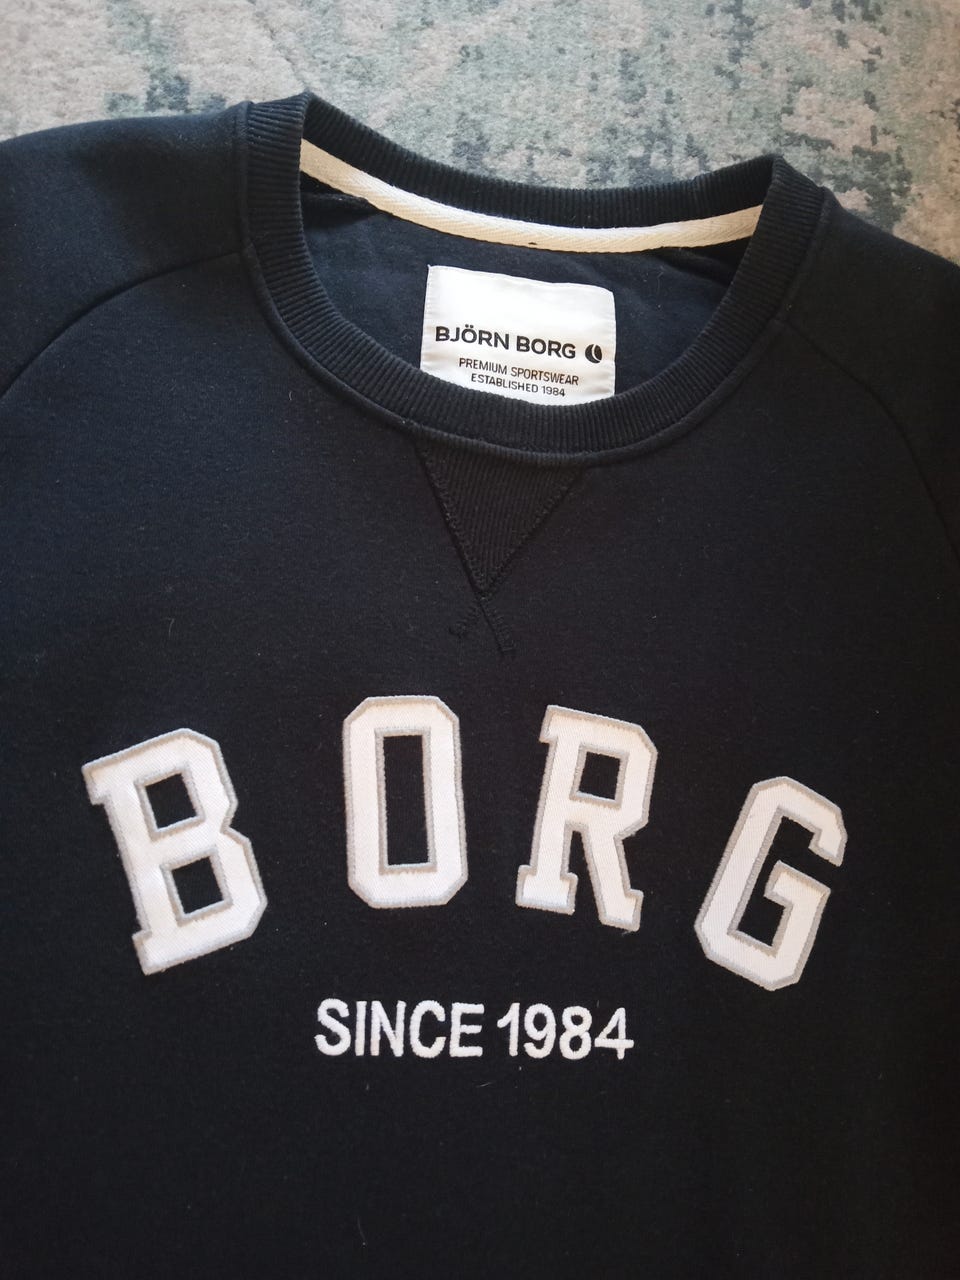 BJÖRN BORG
PREMIUM SPORTSWEAR
ESTABLISHED 1984
BORG
SINCE 1984